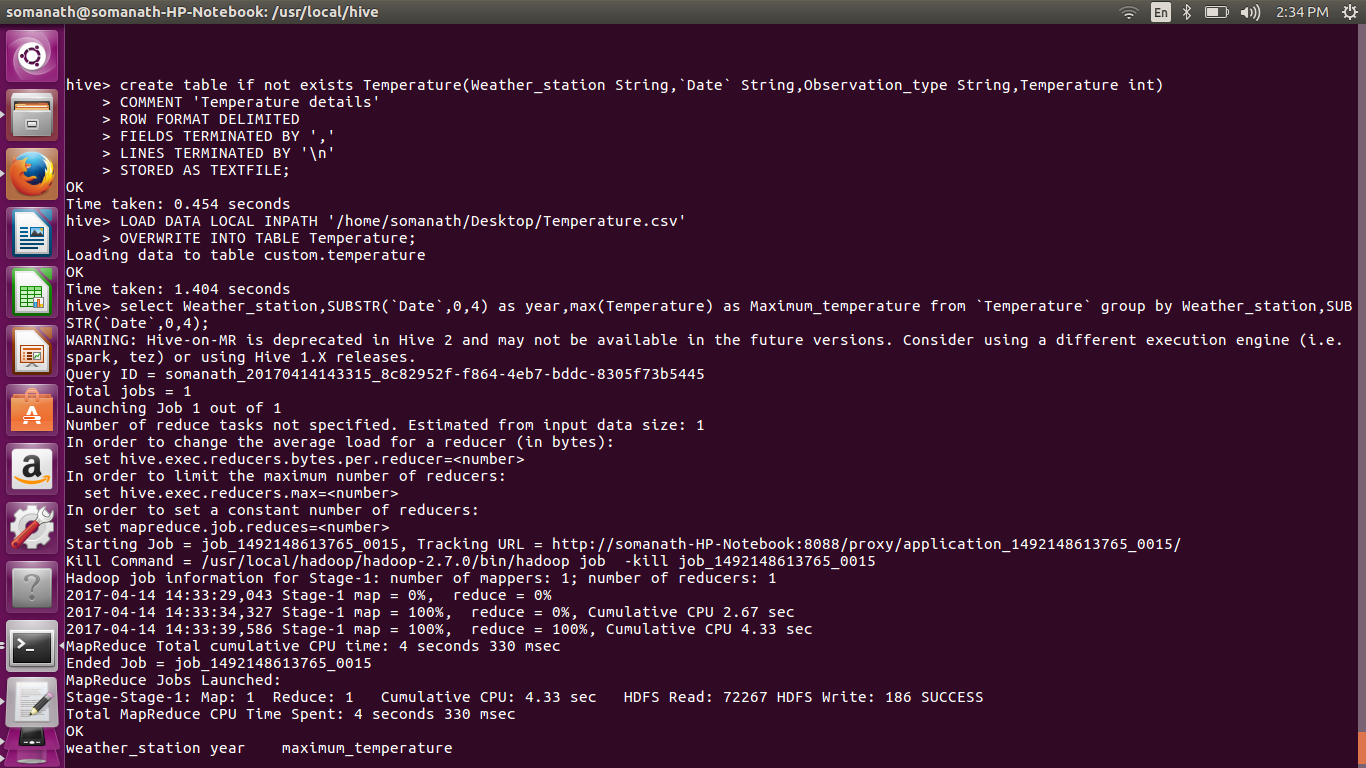 somanath@somanath-HP-Notebook: /usr/local/hive
En
2:34 PM
hive> create table if not exists Temperature(Weather_station String,`Date` String,Observation_type String,Temperature int)
    > COMMENT 'Temperature details'
    > ROW FORMAT DELIMITED
    > FIELDS TERMINATED BY ','
    > LINES TERMINATED BY '\n'
    > STORED AS TEXTFILE;
OK
Time taken: 0.454 seconds
hive> LOAD DATA LOCAL INPATH '/home/somanath/Desktop/Temperature.csv'
    > OVERWRITE INTO TABLE Temperature;
Loading data to table custom.temperature
OK
Time taken: 1.404 seconds
hive> select Weather_station,SUBSTR(`Date`,0,4) as year,max(Temperature) as Maximum_temperature from `Temperature` group by Weather_station,SUB
STR(`Date`,0,4);
WARNING: Hive-on-MR is deprecated in Hive 2 and may not be available in the future versions. Consider using a different execution engine (i.e.
spark, tez) or using Hive 1.X releases.
Query ID = somanath_20170414143315_8c82952f-f864-4eb7-bddc-8305f73b5445
Total jobs = 1
Launching Job 1 out of 1
Number of reduce tasks not specified. Estimated from input data size: 1
In order to change the average load for a reducer (in bytes):
  set hive.exec.reducers.bytes.per.reducer=<number>
In order to limit the maximum number of reducers:
  set hive.exec.reducers.max=<number>
In order to set a constant number of reducers:
  set mapreduce.job.reduces=<number>
Starting Job = job_1492148613765_0015, Tracking URL = http://somanath-HP-Notebook:8088/proxy/application_1492148613765_0015/
Kill Command = /usr/local/hadoop/hadoop-2.7.0/bin/hadoop job  -kill job_1492148613765_0015
Hadoop job information for Stage-1: number of mappers: 1; number of reducers: 1
2017-04-14 14:33:29,043 Stage-1 map = 0%,  reduce = 0%
2017-04-14 14:33:34,327 Stage-1 map = 100%,  reduce = 0%, Cumulative CPU 2.67 sec
2017-04-14 14:33:39,586 Stage-1 map = 100%,  reduce = 100%, Cumulative CPU 4.33 sec
MapReduce Total cumulative CPU time: 4 seconds 330 msec
Ended Job = job_1492148613765_0015
MapReduce Jobs Launched:
Stage-Stage-1: Map: 1  Reduce: 1   Cumulative CPU: 4.33 sec   HDFS Read: 72267 HDFS Write: 186 SUCCESS
Total MapReduce CPU Time Spent: 4 seconds 330 msec
OK
weather_station year    maximum_temperature